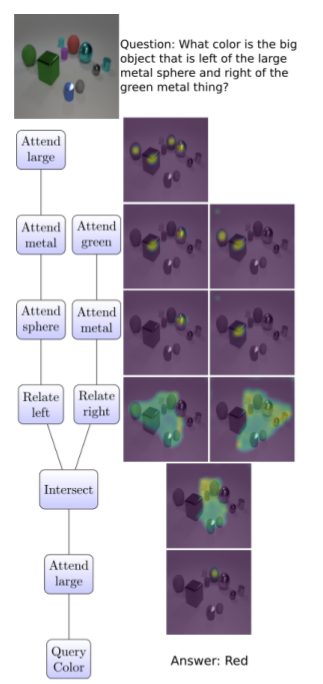 Question: What color is the big
object that is left of the large
metal sphere and right of the
green metal thing?
Attend
large
Attend
metal
Attend
green
Attend
sphere
Attend
metal
Relate
left
Relate
right
Intersect
Attend
large
Query
Color
Answer: Red